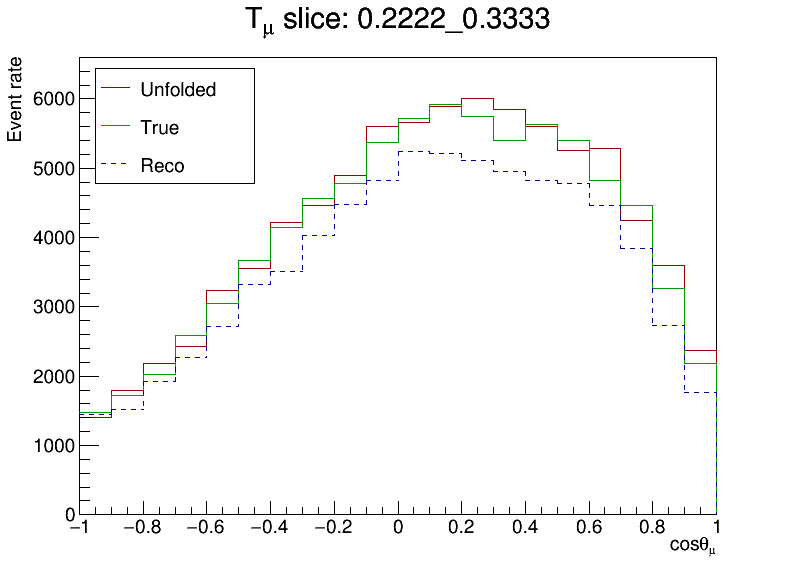 Tμ slice: 0.2222_0.3333
Event rate
Unfolded
True
Reco
6000
5000
4000
3000
2000
1000
0
−1 −0.8 −0.6 −0.4 −0.2 0 0.2 0.4 0.6 0.8 1
cosθμ